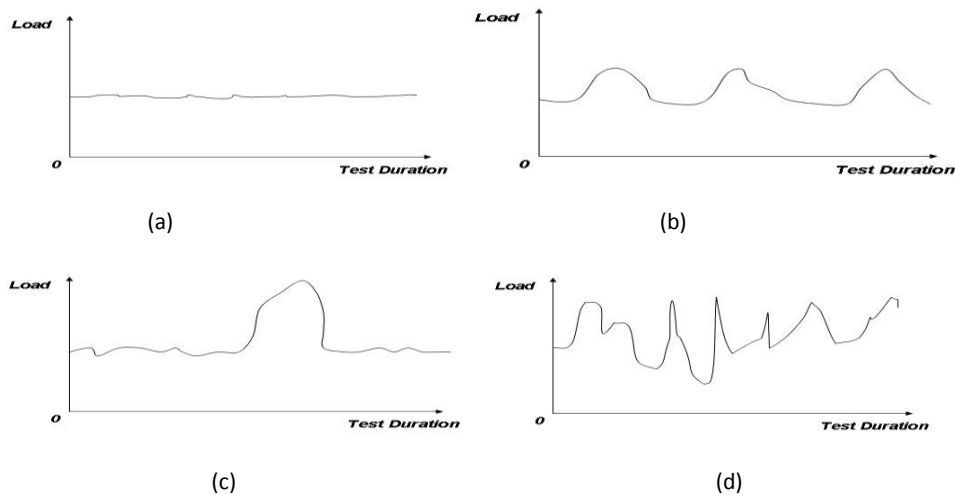 Load
0
Test Duration
(a)
Load
0
Test Duration
(b)
Load
0
Test Duration
(c)
Load
0
Test Duration
(d)